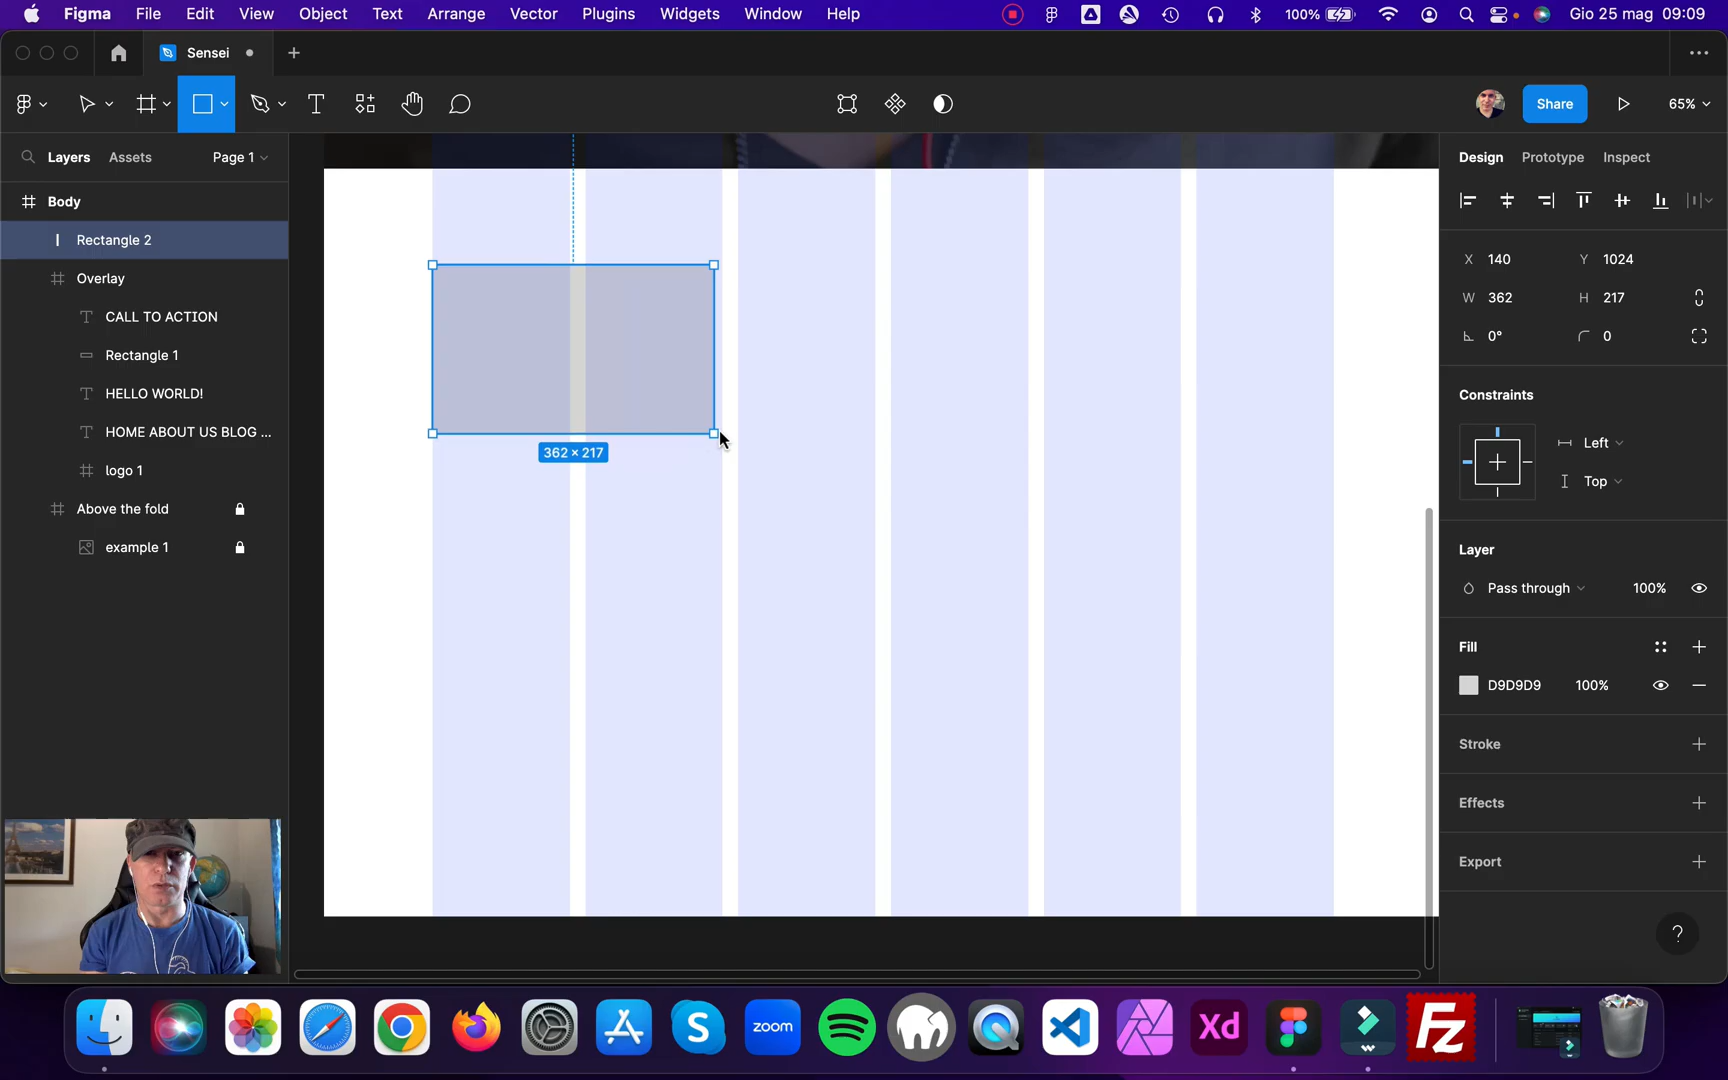 Figma File Edit View Object Text Arrange Vector Plugins Widgets Window Help 100% Gio 25 mag 09:09
Sensei
Share 65%
Layers Assets Page 1
Design Prototype Inspect
Body
Rectangle 2
Overlay
CALL TO ACTION
Rectangle 1
HELLO WORLD!
HOME ABOUT US BLOG ...
logo 1
Above the fold
example 1
362 × 217
X 140 Y 1024
W 362 H 217
0° 0
Constraints
Left
Top
Layer
Pass through 100%
Fill
D9D9D9 100%
Stroke
Effects
Export
?
S zoom Xd FZ